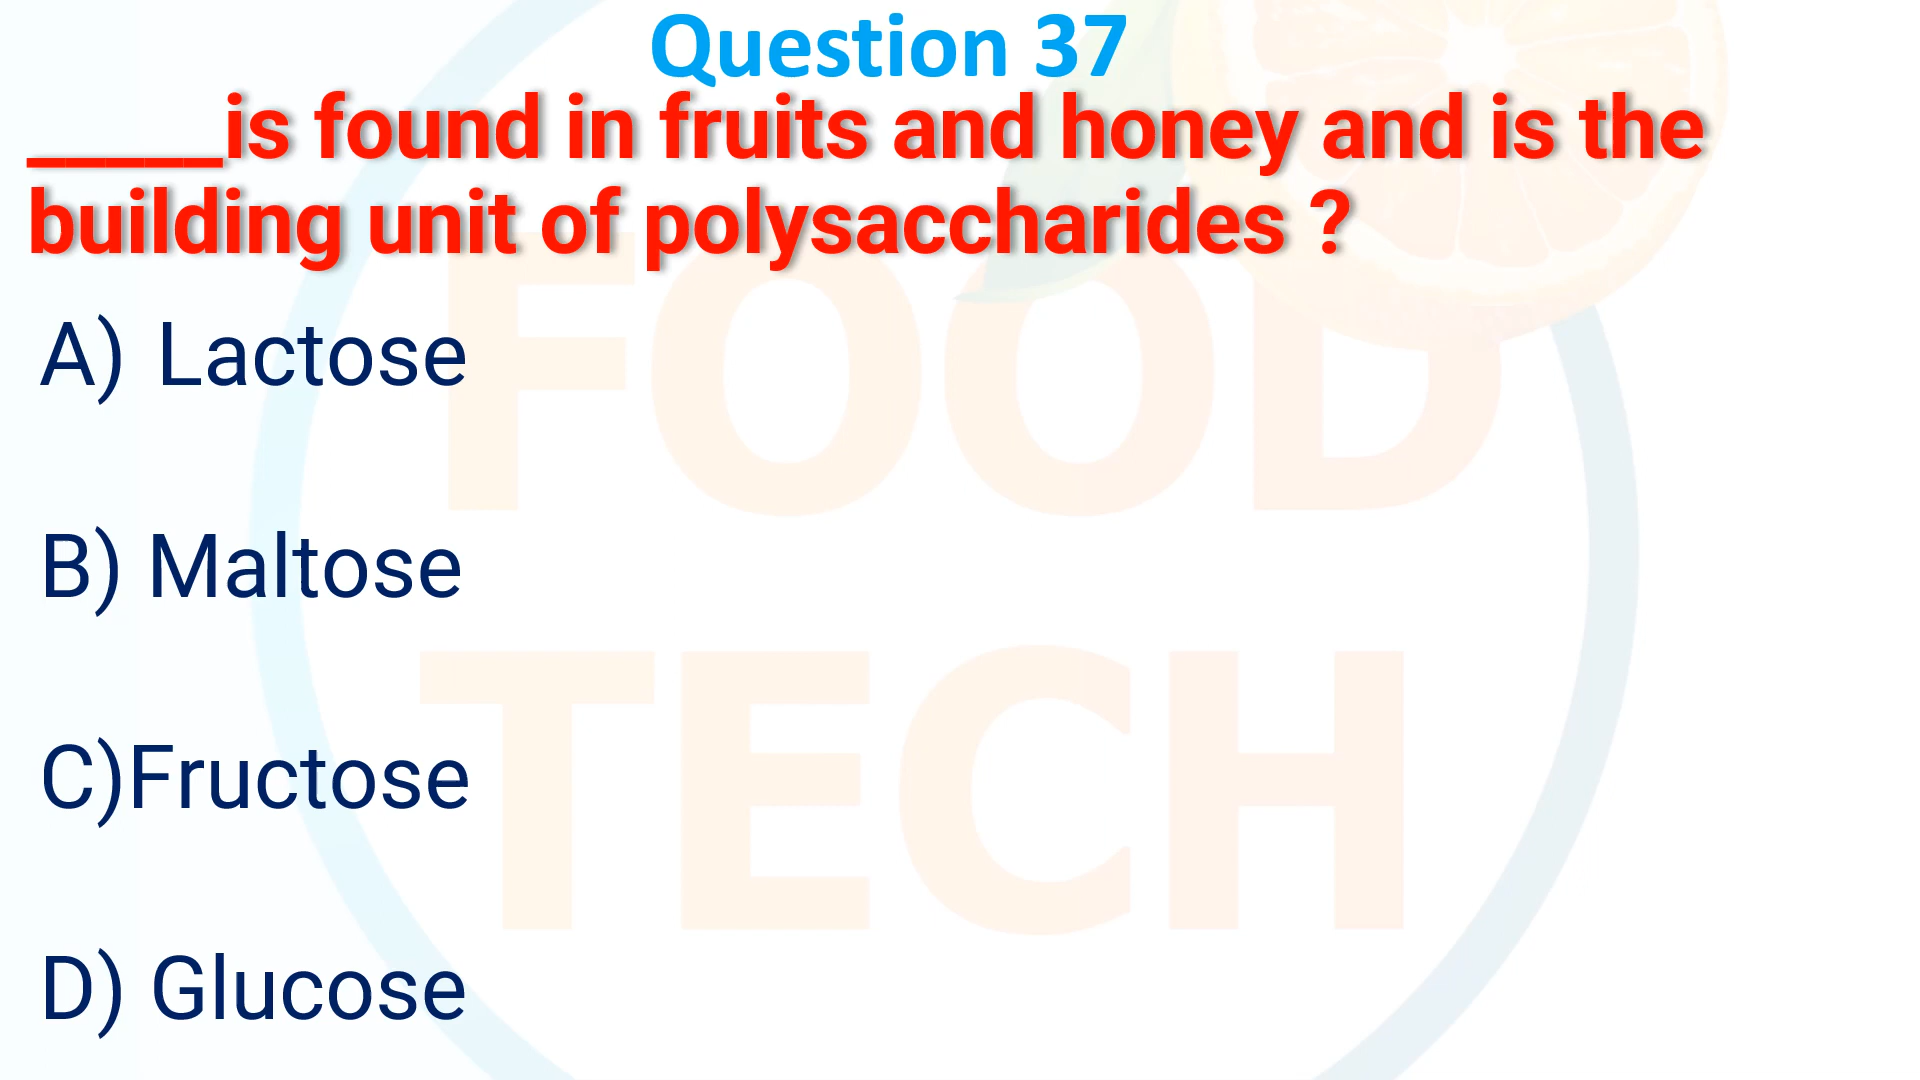 Question 37
_____is found in fruits and honey and is the
building unit of polysaccharides ?
A) Lactose
B) Maltose
C)Fructose
D) Glucose
FOOD
TECH